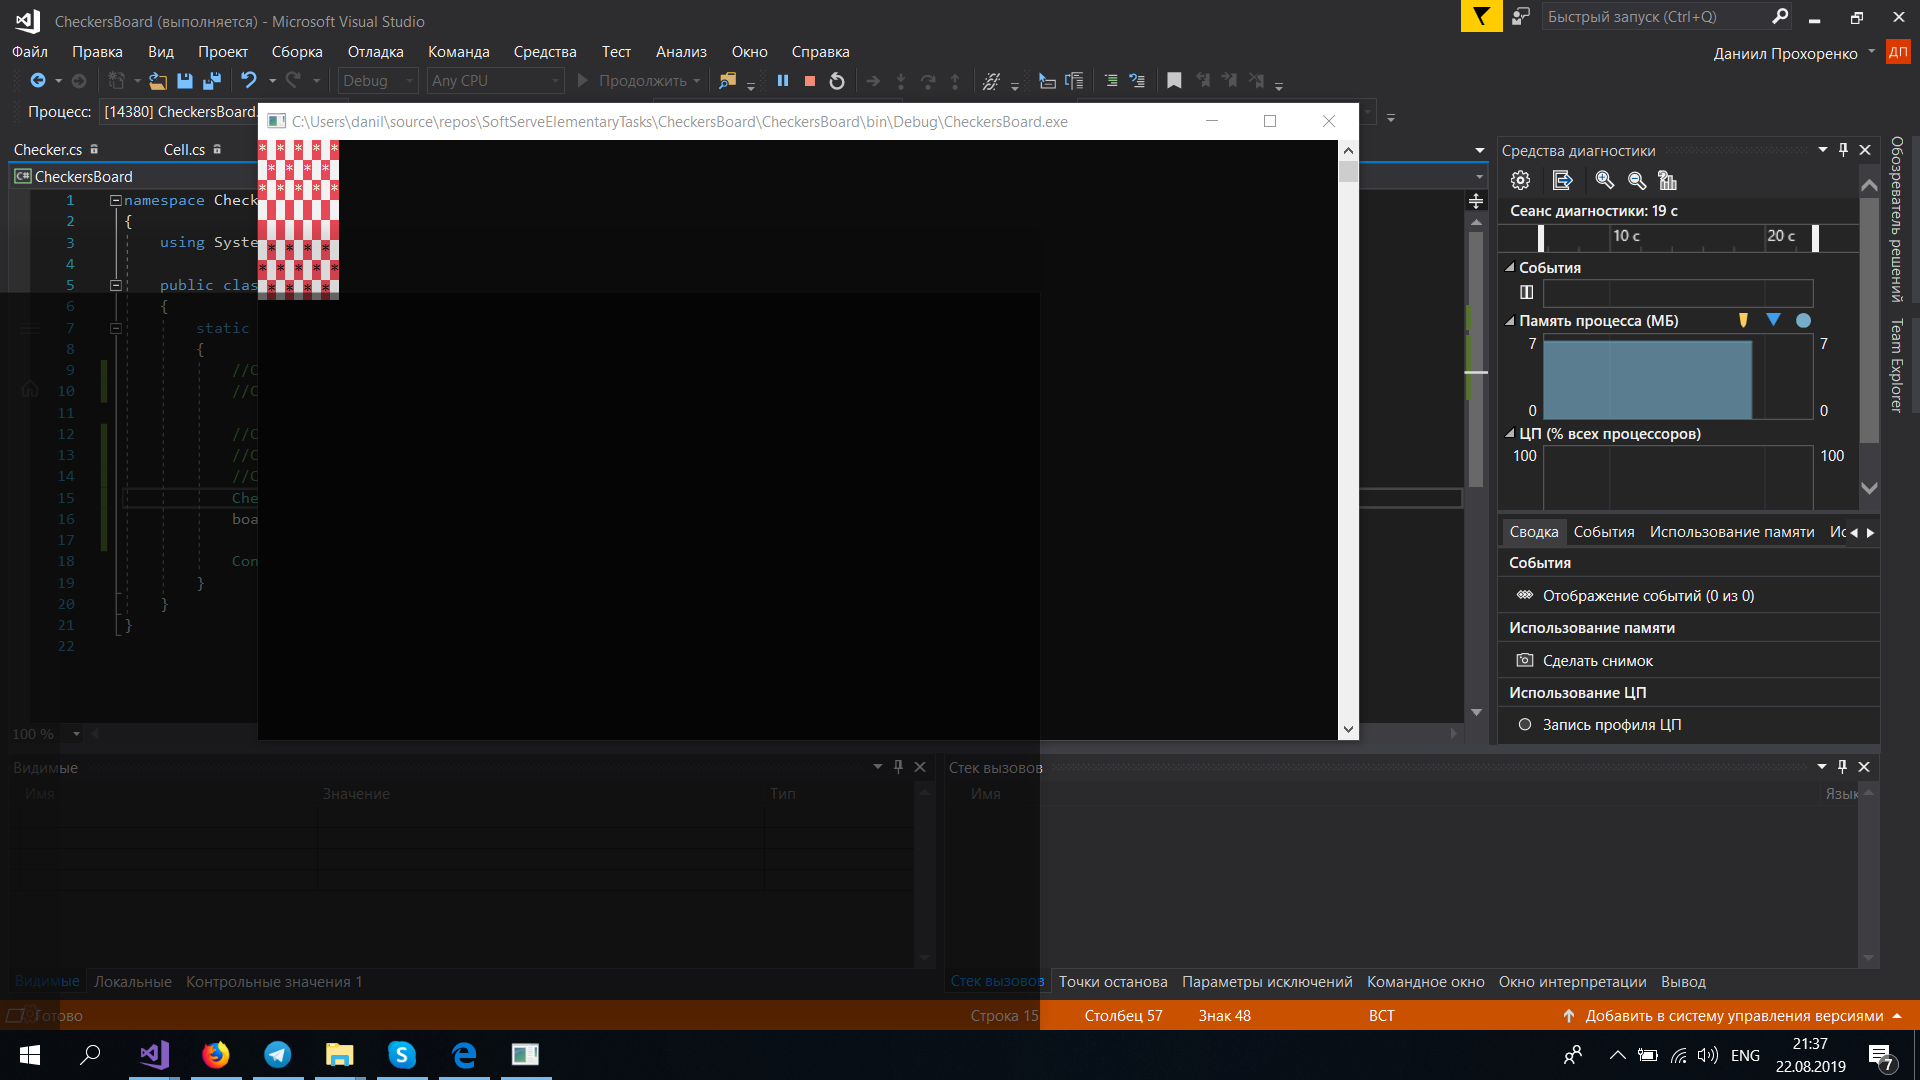 CheckersBoard (выполняется) - Microsoft Visual Studio
Быстрый запуск (Ctrl+Q)
Файл Правка Вид Проект Сборка Отладка Команда Средства Тест Анализ Окно Справка
Даниил Прохоренко ДП
Debug Any CPU Продолжить
Процесс: [14380] CheckersBoard.
C:\Users\danil\source\repos\SoftServeElementaryTasks\CheckersBoard\CheckersBoard\bin\Debug\CheckersBoard.exe
* * * * *
* * * *
* * * * *
* * * *
* * * * *
* * * *
Checker.cs Cell.cs
C# CheckersBoard
1 namespace Check
2 {
3 using Syste
4
5 public clas
6 {
7 static
8 {
9 //C
10 //C
11
12 //C
13 //C
14 //C
15 Che
16 boa
17
18 Con
19 }
20 }
21 }
22
100 %
Средства диагностики
Сеанс диагностики: 19 с
10 с 20 с
События
Память процесса (МБ)
7 7
0 0
ЦП (% всех процессоров)
100 100
Сводка События Использование памяти Ис
События
Отображение событий (0 из 0)
Использование памяти
Сделать снимок
Использование ЦП
Запись профиля ЦП
Обозреватель решений
Team Explorer
Видимые
Имя Значение Тип
Видимые Локальные Контрольные значения 1
Стек вызовов
Имя Язык
Стек вызовов Точки останова Параметры исключений Командное окно Окно интерпретации Вывод
Готово Строка 15 Столбец 57 Знак 48 ВСТ Добавить в систему управления версиями
ENG
21:37
22.08.2019
7